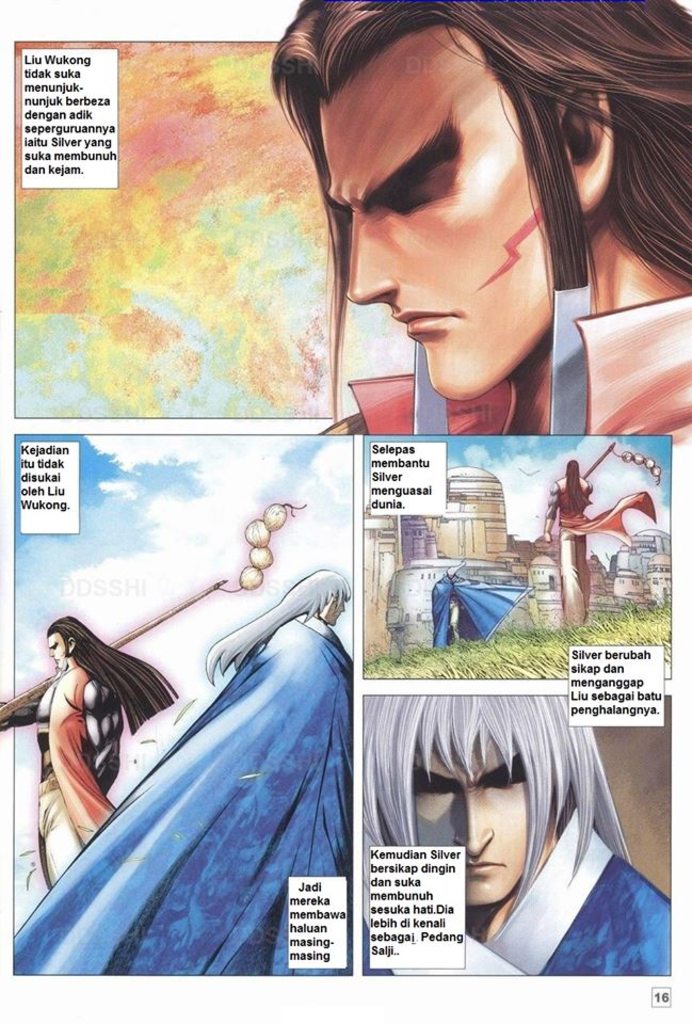 Liu Wukong
tidak suka
menunjuk-
nunjuk berbeza
dengan adik
seperguruannya
iaitu Silver yang
suka membunuh
dan kejam.
Kejadian
itu tidak
disukai
oleh Liu
Wukong.
Jadi
mereka
membawa
haluan
masing-
masing
Selepas
membantu
Silver
menguasai
dunia.
Silver berubah
sikap dan
menganggap
Liu sebagai batu
penghalangnya.
Kemudian Silver
bersikap dingin
dan suka
membunuh
sesuka hati.Dia
lebih di kenali
sebagai Pedang
Salji..
DDSSHI
16